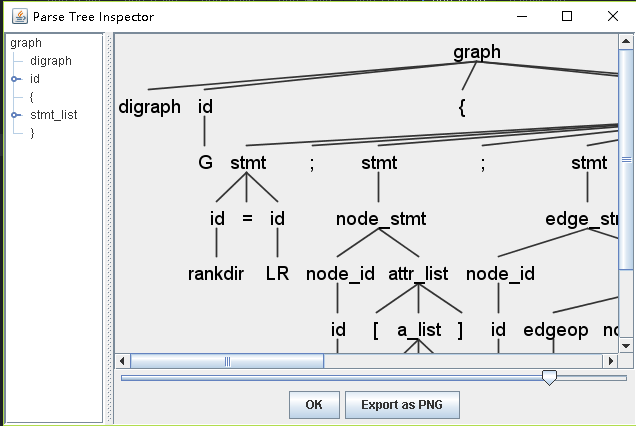 Parse Tree Inspector
graph
digraph
id
{
stmt_list
}
graph
digraph id {
G stmt ; stmt ; stmt
id = id node_stmt edge_st
rankdir LR node_id attr_list node_id
id [ a_list ] id edgeop no
OK Export as PNG